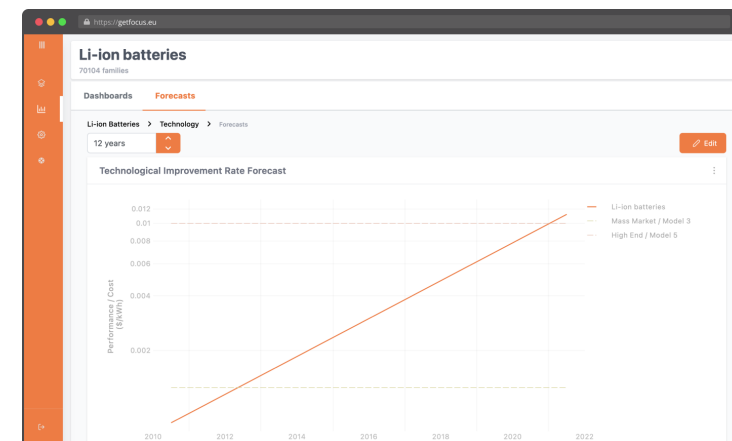 https://getfocus.eu
Li-ion batteries
70104 families
Dashboards Forecasts
Li-ion Batteries > Technology > Forecasts
12 years
Edit
Technological Improvement Rate Forecast
0.012
0.01
0.008
0.006
0.004
0.002
Performance / Cost
($/kWh)
Li-ion batteries
Mass Market / Model 3
High End / Model S
2010 2012 2014 2016 2018 2020 2022